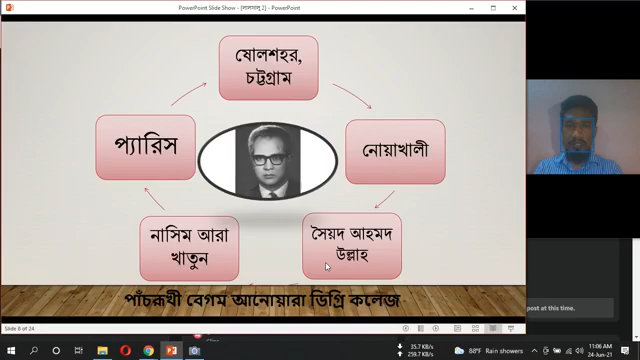 PowerPoint Slide Show - [লালসালু 2]
ষোলশহর,
চট্টগ্রাম
প্যারিস
নোয়াখালী
নাসিম আরা
খাতুন
সৈয়দ আহমদ
উল্লাহ
পাঁচরূখী বেগম আনোয়ারা ডিগ্রি কলেজ
post at this time.
Slide 8 of 24
35.7 KB/s
259.7 KB/s
88°F Rain showers
11:06 AM
24-Jun-21